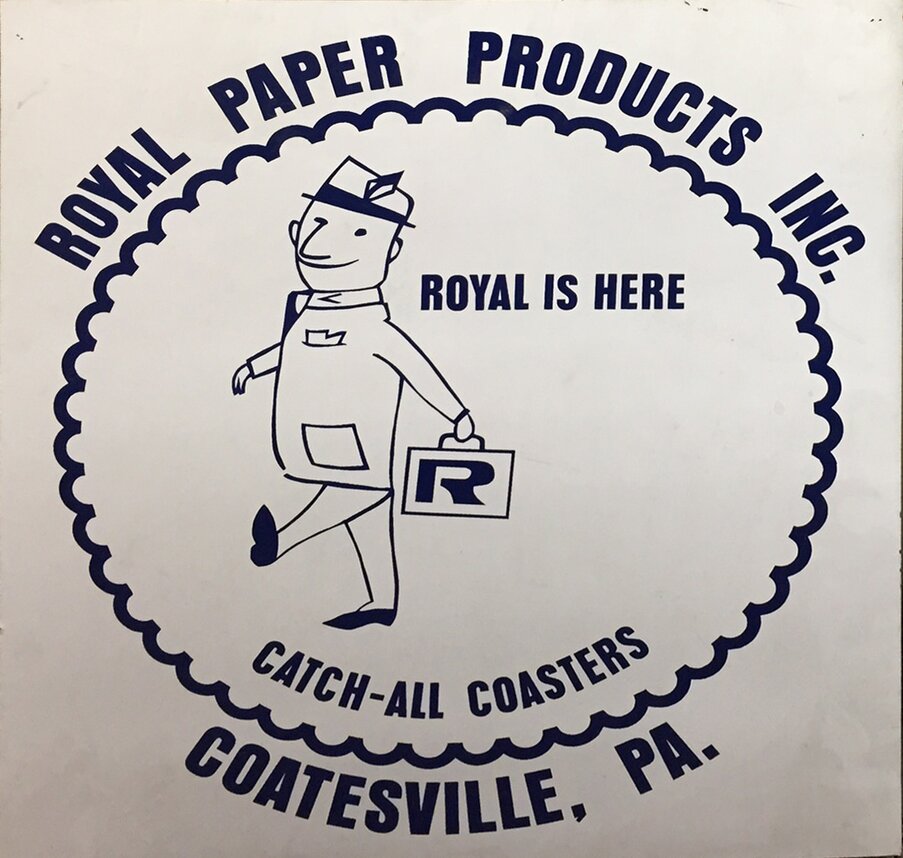 ROYAL PAPER PRODUCTS INC.
ROYAL IS HERE
R
CATCH-ALL COASTERS
COATESVILLE, PA.